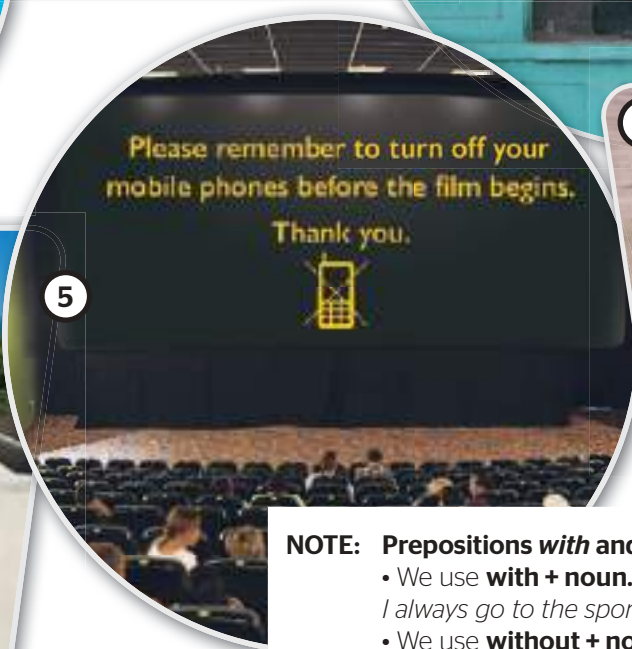 Please remember to turn off your
mobile phones before the film begins.
Thank you.
5
NOTE: Prepositions with and
• We use with + noun.
I always go to the spor
• We use without + no